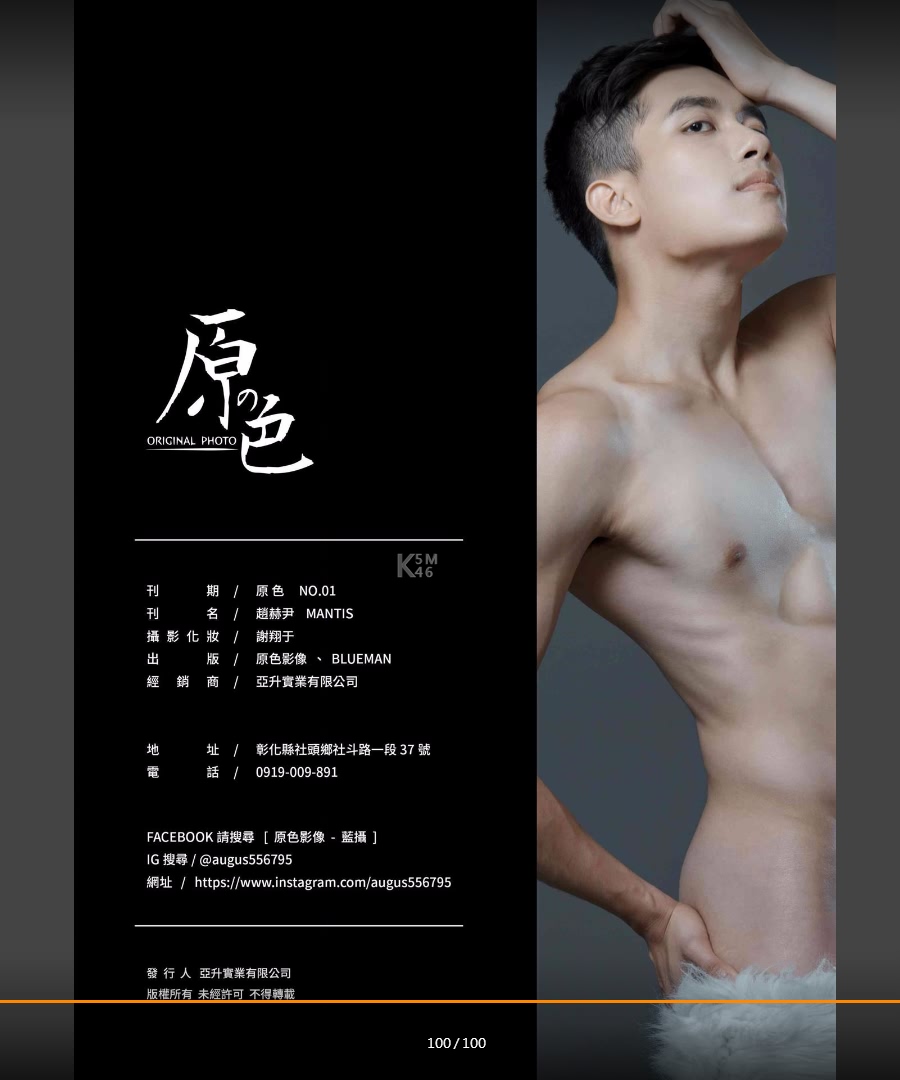 原の色
ORIGINAL PHOTO
K5M46
刊期 / 原色 NO.01
刊名 / 趙赫尹 MANTIS
攝影化妝 / 謝翔于
出版 / 原色影像、BLUEMAN
經銷商 / 亞升實業有限公司
地址 / 彰化縣社頭鄉社斗路一段 37 號
電話 / 0919-009-891
FACEBOOK 請搜尋 [ 原色影像 - 藍攝 ]
IG 搜尋 / @augus556795
網址 / https://www.instagram.com/augus556795
發行人 亞升實業有限公司
版權所有 未經許可 不得轉載
100 / 100